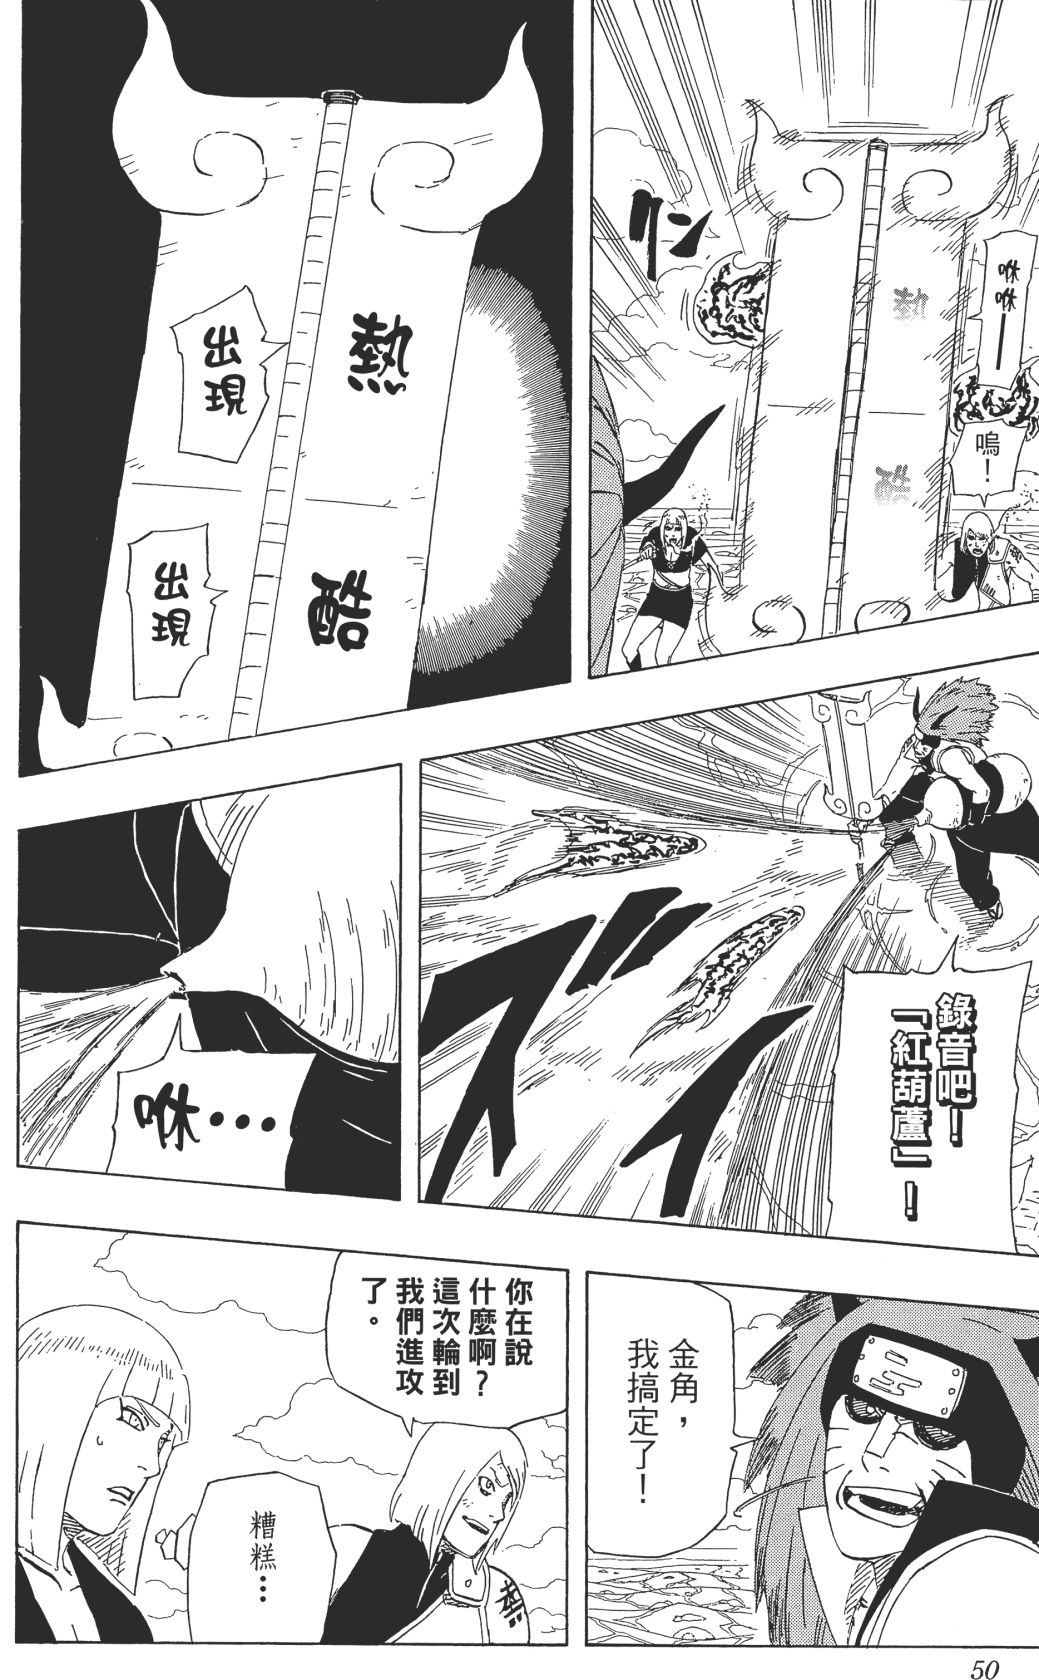 咻咻——
嗚！
リン
熱
酷
熱
酷
出現
出現
錄音吧！
「紅葫蘆」！
ズズズ
咻…
金角，
我搞定了！
你在說
什麼啊？
這次輪到
我們進攻
了。
糟糕…
熱
50